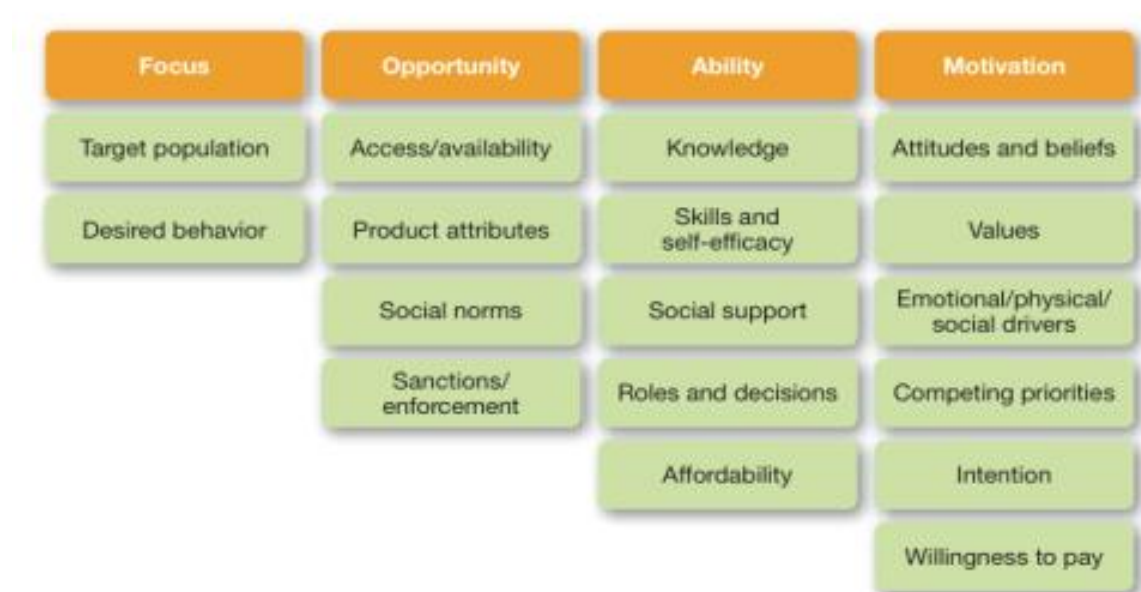 Focus
Opportunity
Ability
Motivation
Target population
Access/availability
Knowledge
Attitudes and beliefs
Desired behavior
Product attributes
Skills and
self-efficacy
Values
Social norms
Social support
Emotional/physical/
social drivers
Sanctions/
enforcement
Roles and decisions
Competing priorities
Affordability
Intention
Willingness to pay